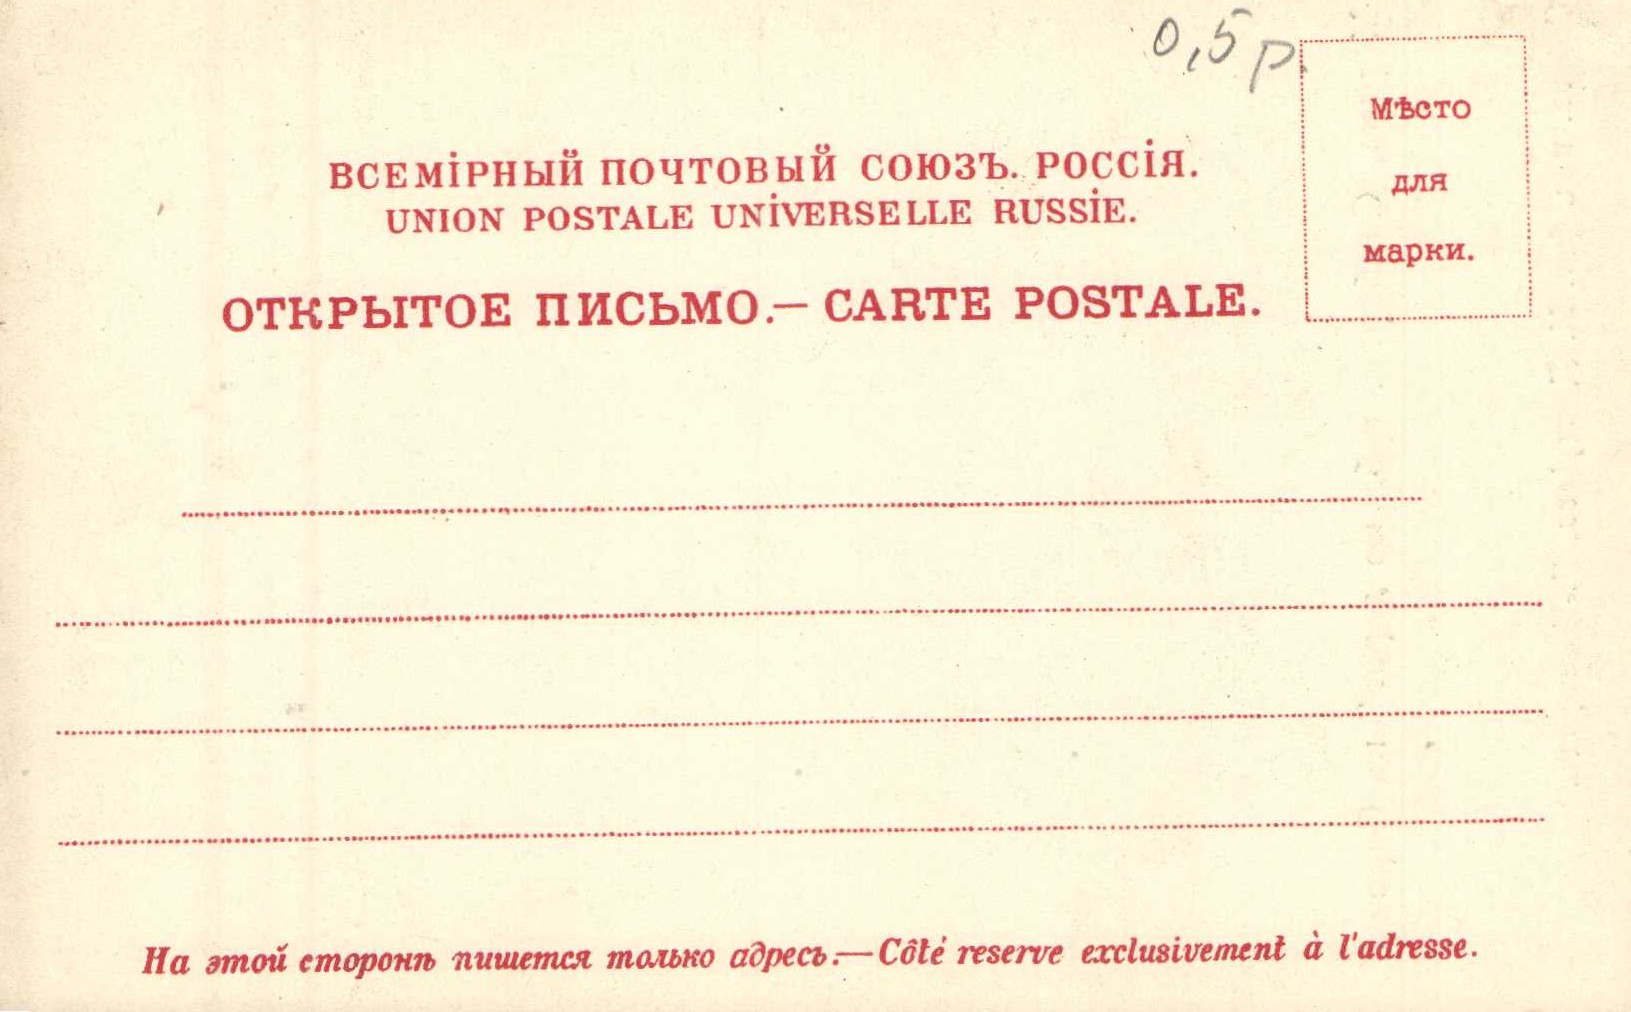 0,5 р.
Мѣсто
для
марки.
ВСЕМІРНЫЙ ПОЧТОВЫЙ СОЮЗЪ. РОССІЯ.
UNION POSTALE UNIVERSELLE RUSSIE.
ОТКРЫТОЕ ПИСЬМО.— CARTE POSTALE.
На этой сторонѣ пишется только адресъ.—Côté reserve exclusivement à l'adresse.